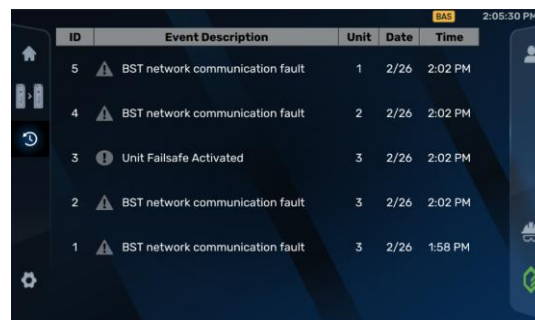 BAS 2:05:30 PM
ID Event Description Unit Date Time
5 BST network communication fault 1 2/26 2:02 PM
4 BST network communication fault 2 2/26 2:02 PM
3 Unit Failsafe Activated 3 2/26 2:02 PM
2 BST network communication fault 3 2/26 2:02 PM
1 BST network communication fault 3 2/26 1:58 PM